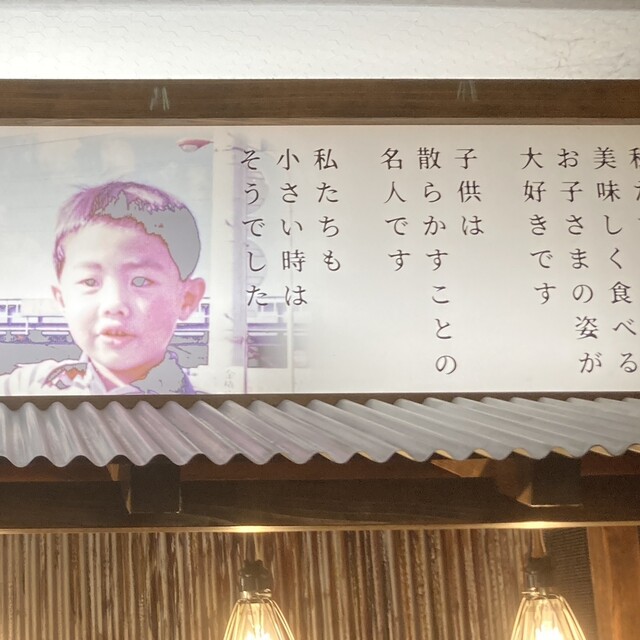 美味しく食べる
お子さまの姿が
大好きです
子供は
散らかすことの
名人です
私たちも
小さい時は
そうでした